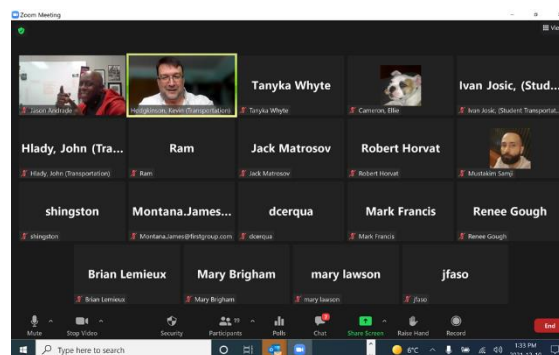 Zoom Meeting
View
Jason Andrade
Hodgkinson, Kevin (Transportation)
Tanyka Whyte
Tanyka Whyte
Cameron, Ellie
Ivan Josic, (Stud...
Ivan Josic, (Student Transportat...
Hlady, John (Tra...
Hlady, John (Transportation)
Ram
Ram
Jack Matrosov
Jack Matrosov
Robert Horvat
Robert Horvat
Mustakim Samji
shingston
shingston
Montana.James...
Montana.James@firstgroup.com
dcerqua
dcerqua
Mark Francis
Mark Francis
Renee Gough
Renee Gough
Brian Lemieux
Brian Lemieux
Mary Brigham
Mary Brigham
mary lawson
mary lawson
jfaso
jfaso
Mute
Stop Video
Security
Participants
19
Polls
Chat
Share Screen
Raise Hand
Record
End
Type here to search
6°C
1:33 PM